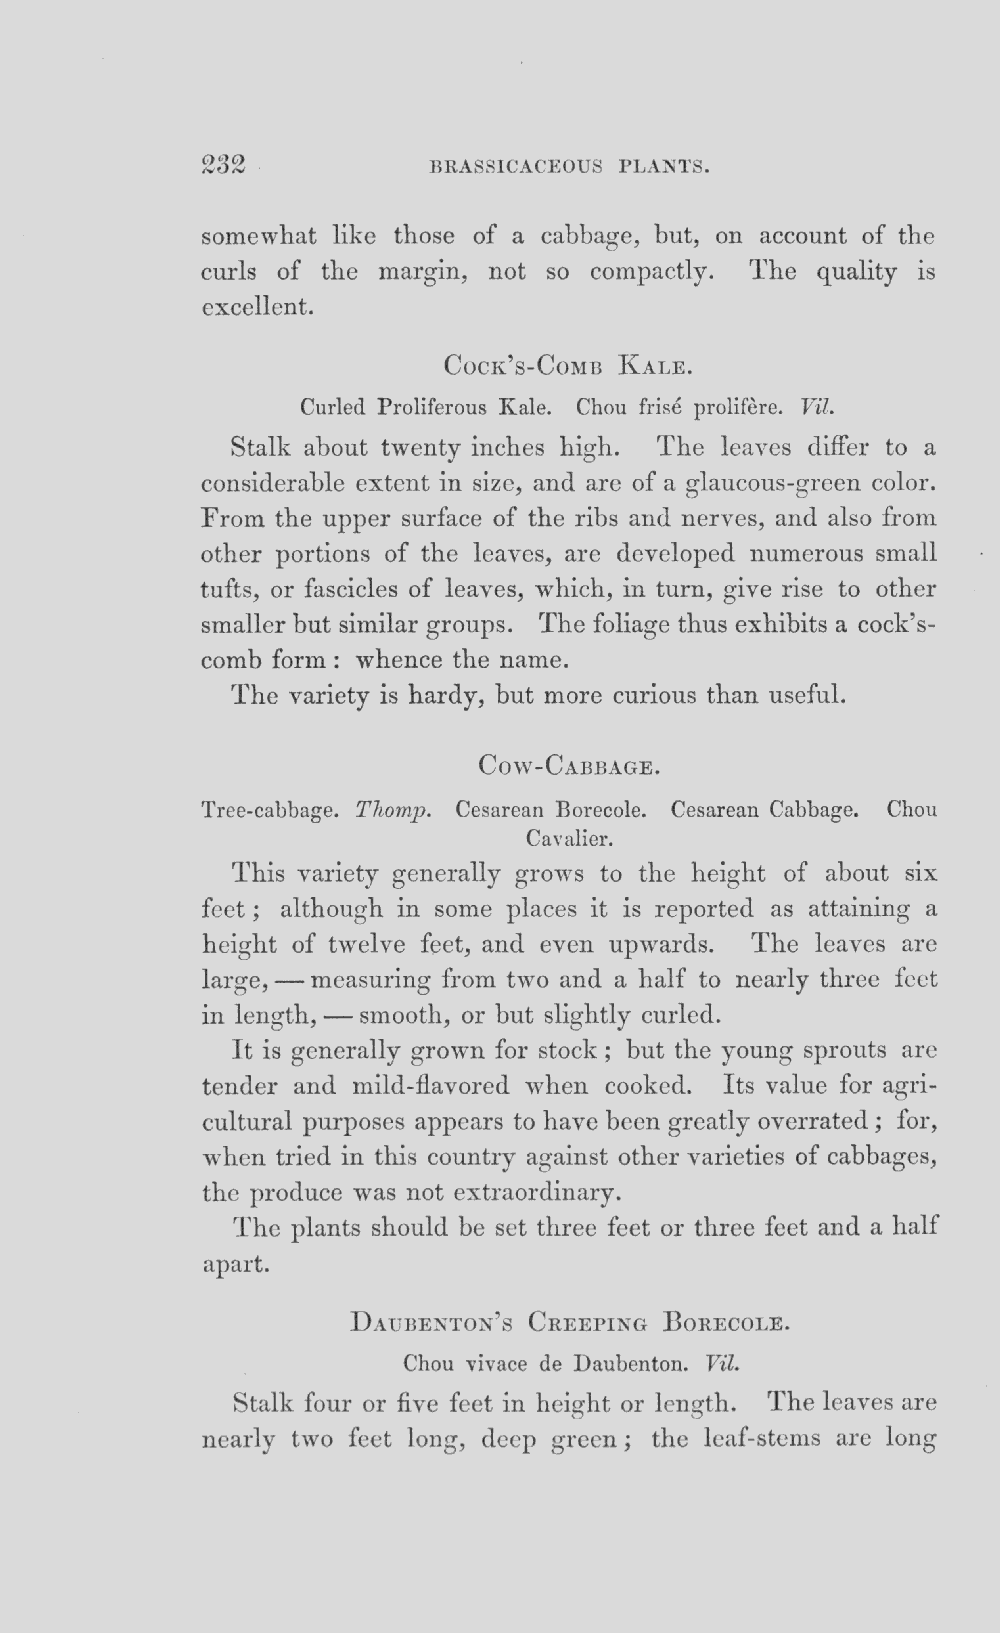 232
BRASSICACEOUS PLANTS.
somewhat like those of a cabbage, but, on account of the
curls of the margin, not so compactly. The quality is
excellent.
Cock's-Comb Kale.
Curled Proliferous Kale. Chou frisé prolifère. Vil.
Stalk about twenty inches high. The leaves differ to a
considerable extent in size, and are of a glaucous-green color.
From the upper surface of the ribs and nerves, and also from
other portions of the leaves, are developed numerous small
tufts, or fascicles of leaves, which, in turn, give rise to other
smaller but similar groups. The foliage thus exhibits a cock's-
comb form: whence the name.
The variety is hardy, but more curious than useful.
Cow-Cabbage.
Tree-cabbage. Thomp. Cesarean Borecole. Cesarean Cabbage. Chou
Cavalier.
This variety generally grows to the height of about six
feet; although in some places it is reported as attaining a
height of twelve feet, and even upwards. The leaves are
large, — measuring from two and a half to nearly three feet
in length, — smooth, or but slightly curled.
It is generally grown for stock; but the young sprouts are
tender and mild-flavored when cooked. Its value for agri-
cultural purposes appears to have been greatly overrated; for,
when tried in this country against other varieties of cabbages,
the produce was not extraordinary.
The plants should be set three feet or three feet and a half
apart.
Daubenton's Creeping Borecole.
Chou vivace de Daubenton. Vil.
Stalk four or five feet in height or length. The leaves are
nearly two feet long, deep green; the leaf-stems are long